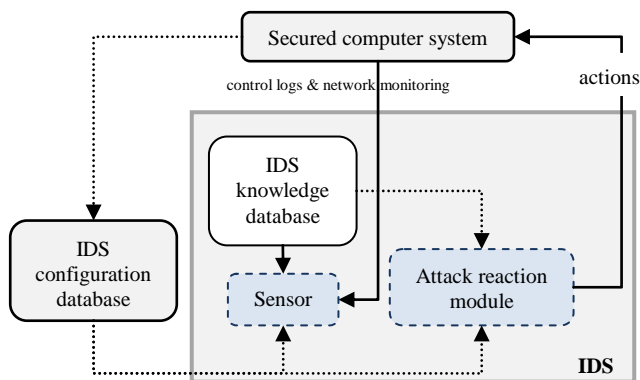 Secured computer system
control logs & network monitoring
actions
IDS
knowledge
database
IDS
configuration
database
Sensor
Attack reaction
module
IDS